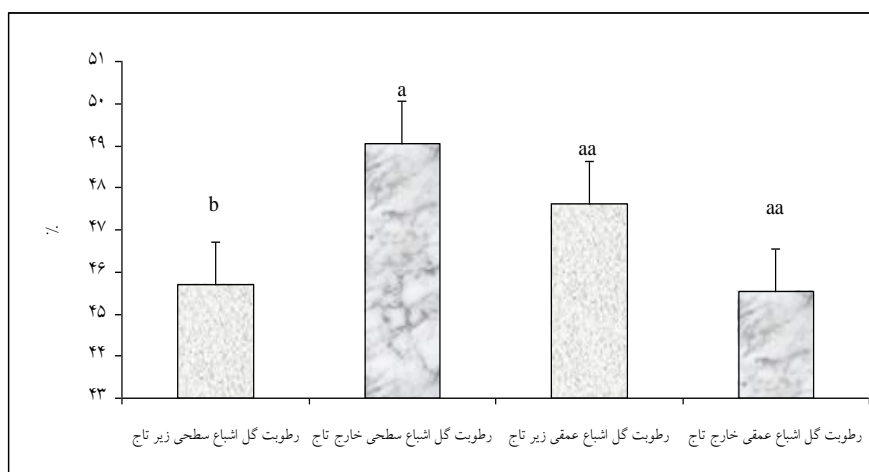 ۵۱
۵۰
۴۹
۴۸
۴۷
۴۶
۴۵
۴۴
۴۳
٪
b
a
aa
aa
رطوبت گل اشباع سطحی زیر تاج
رطوبت گل اشباع سطحی خارج تاج
رطوبت گل اشباع عمقی زیر تاج
رطوبت گل اشباع عمقی خارج تاج